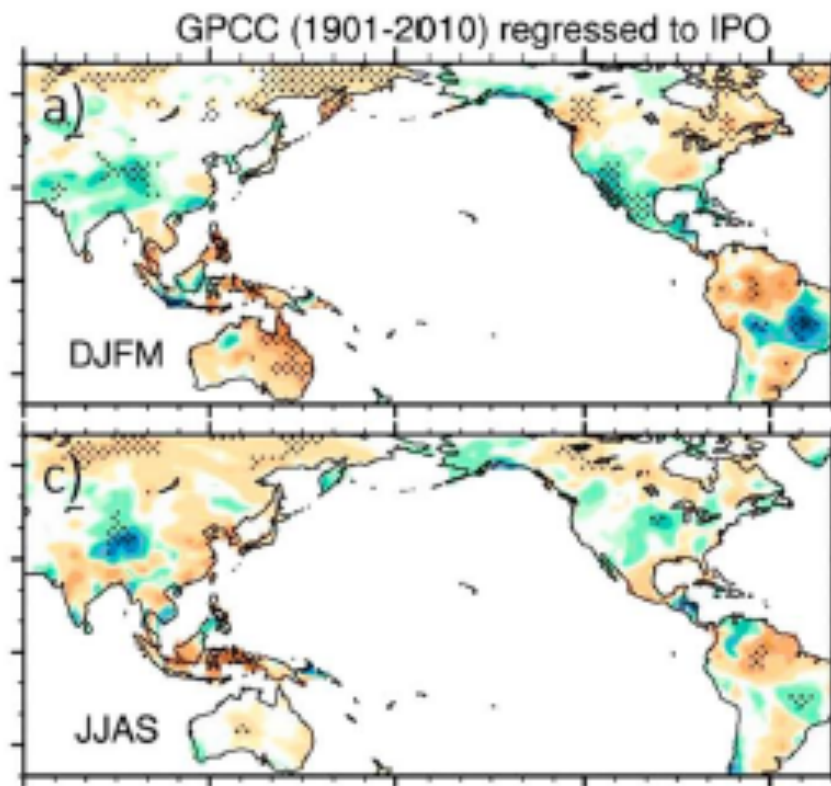 GPCC (1901-2010) regressed to IPO
a)
DJFM
c)
JJAS